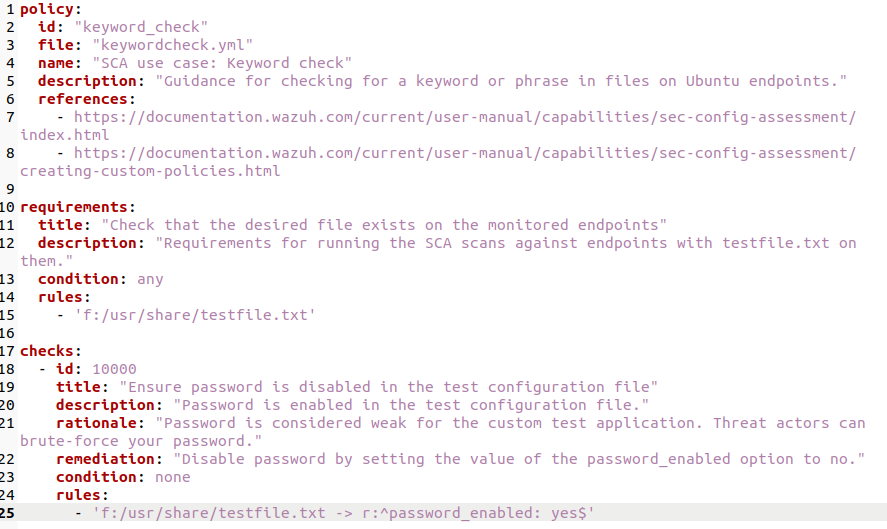 1 policy:
2   id: "keyword_check"
3   file: "keywordcheck.yml"
4   name: "SCA use case: Keyword check"
5   description: "Guidance for checking for a keyword or phrase in files on Ubuntu endpoints."
6   references:
7     - https://documentation.wazuh.com/current/user-manual/capabilities/sec-config-assessment/
index.html
8     - https://documentation.wazuh.com/current/user-manual/capabilities/sec-config-assessment/
creating-custom-policies.html
9
10 requirements:
11   title: "Check that the desired file exists on the monitored endpoints"
12   description: "Requirements for running the SCA scans against endpoints with testfile.txt on
them."
13   condition: any
14   rules:
15     - 'f:/usr/share/testfile.txt'
16
17 checks:
18   - id: 10000
19     title: "Ensure password is disabled in the test configuration file"
20     description: "Password is enabled in the test configuration file."
21     rationale: "Password is considered weak for the custom test application. Threat actors can
brute-force your password."
22     remediation: "Disable password by setting the value of the password_enabled option to no."
23     condition: none
24     rules:
25       - 'f:/usr/share/testfile.txt -> r:^password_enabled: yes$'